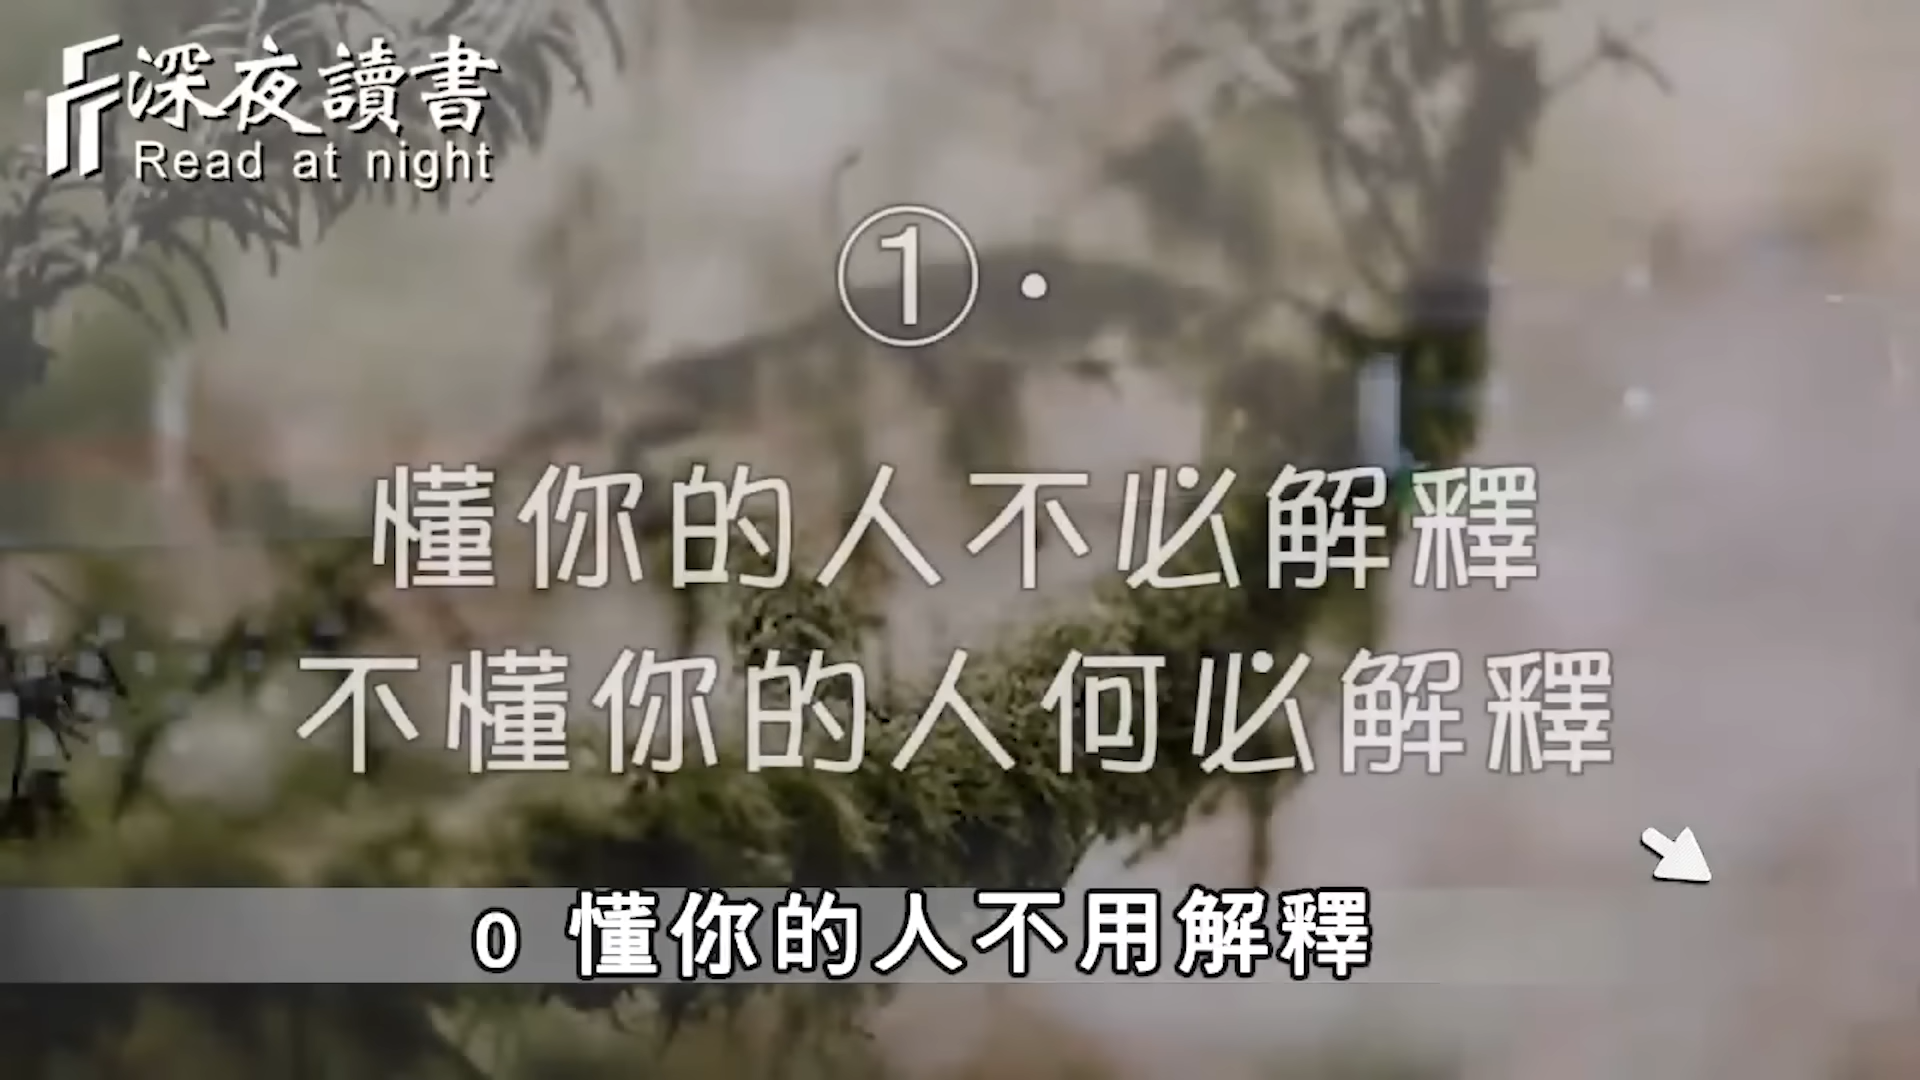 深夜讀書
Read at night
①·
懂你的人不必解釋
不懂你的人何必解釋
0 懂你的人不用解釋